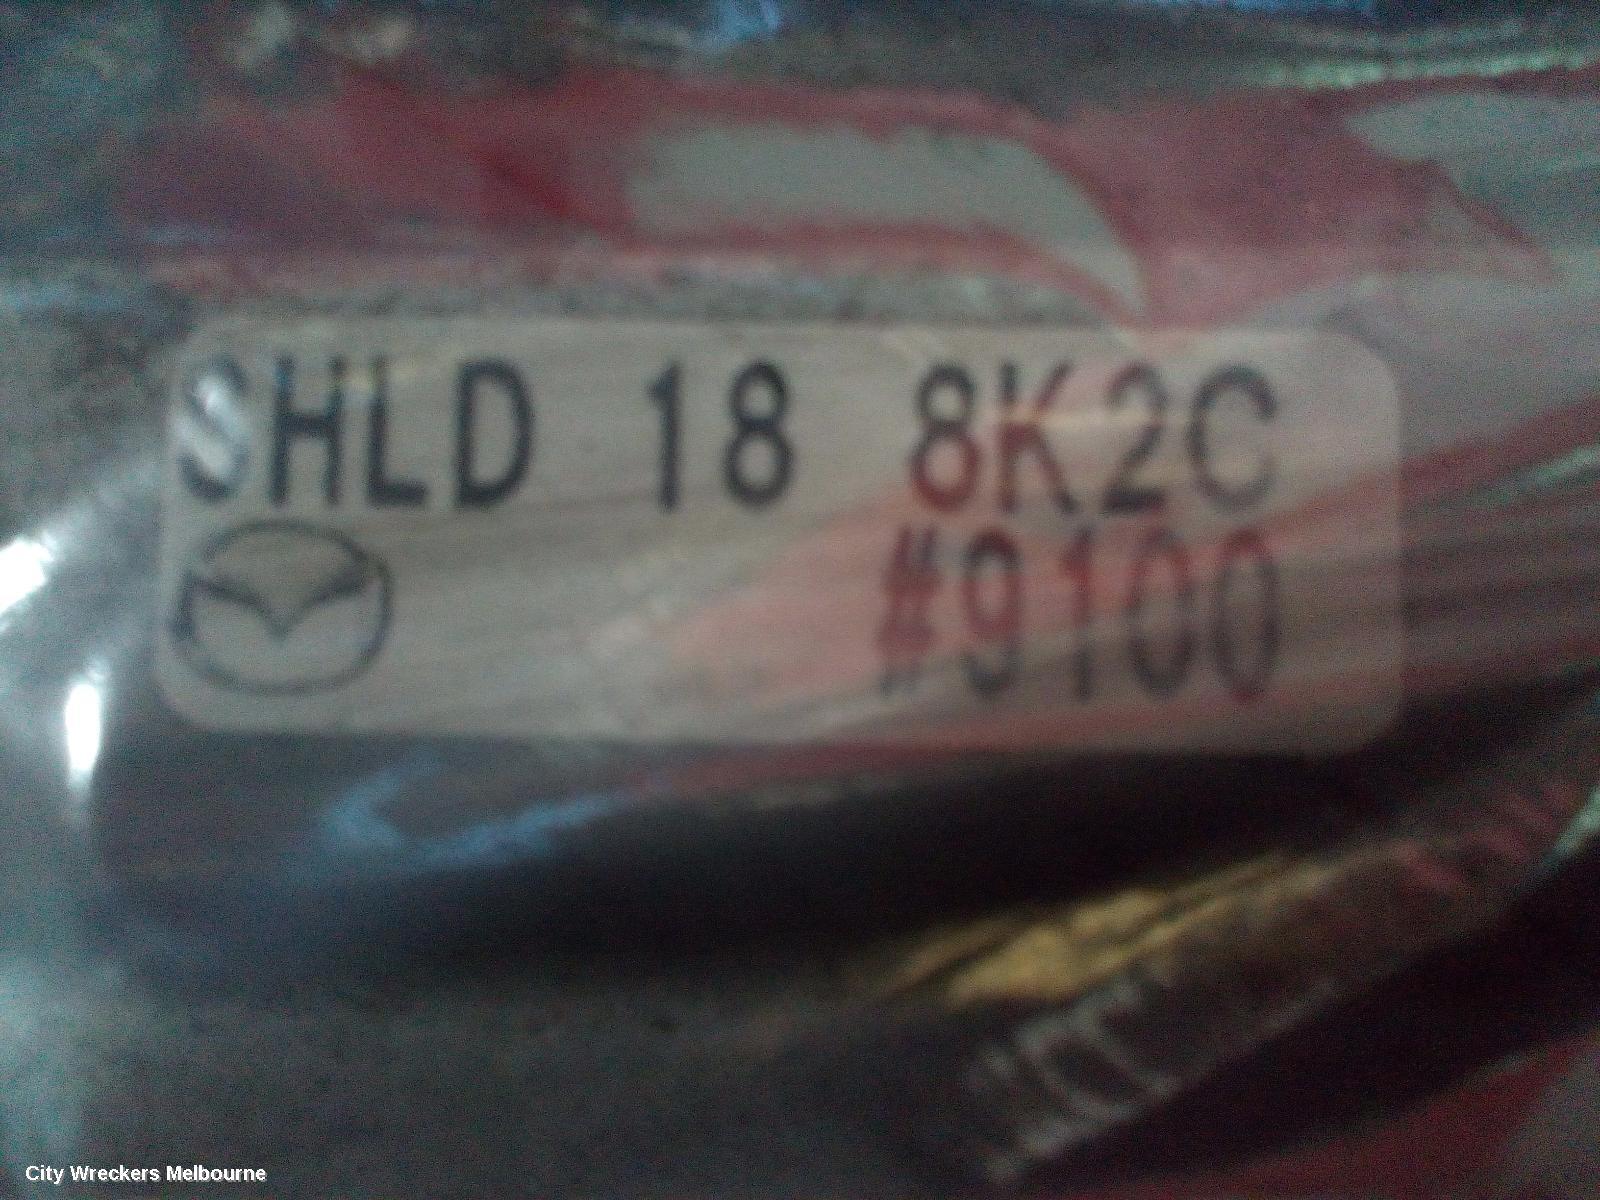 SHLD 18 8K2C
#9100
City Wreckers Melbourne